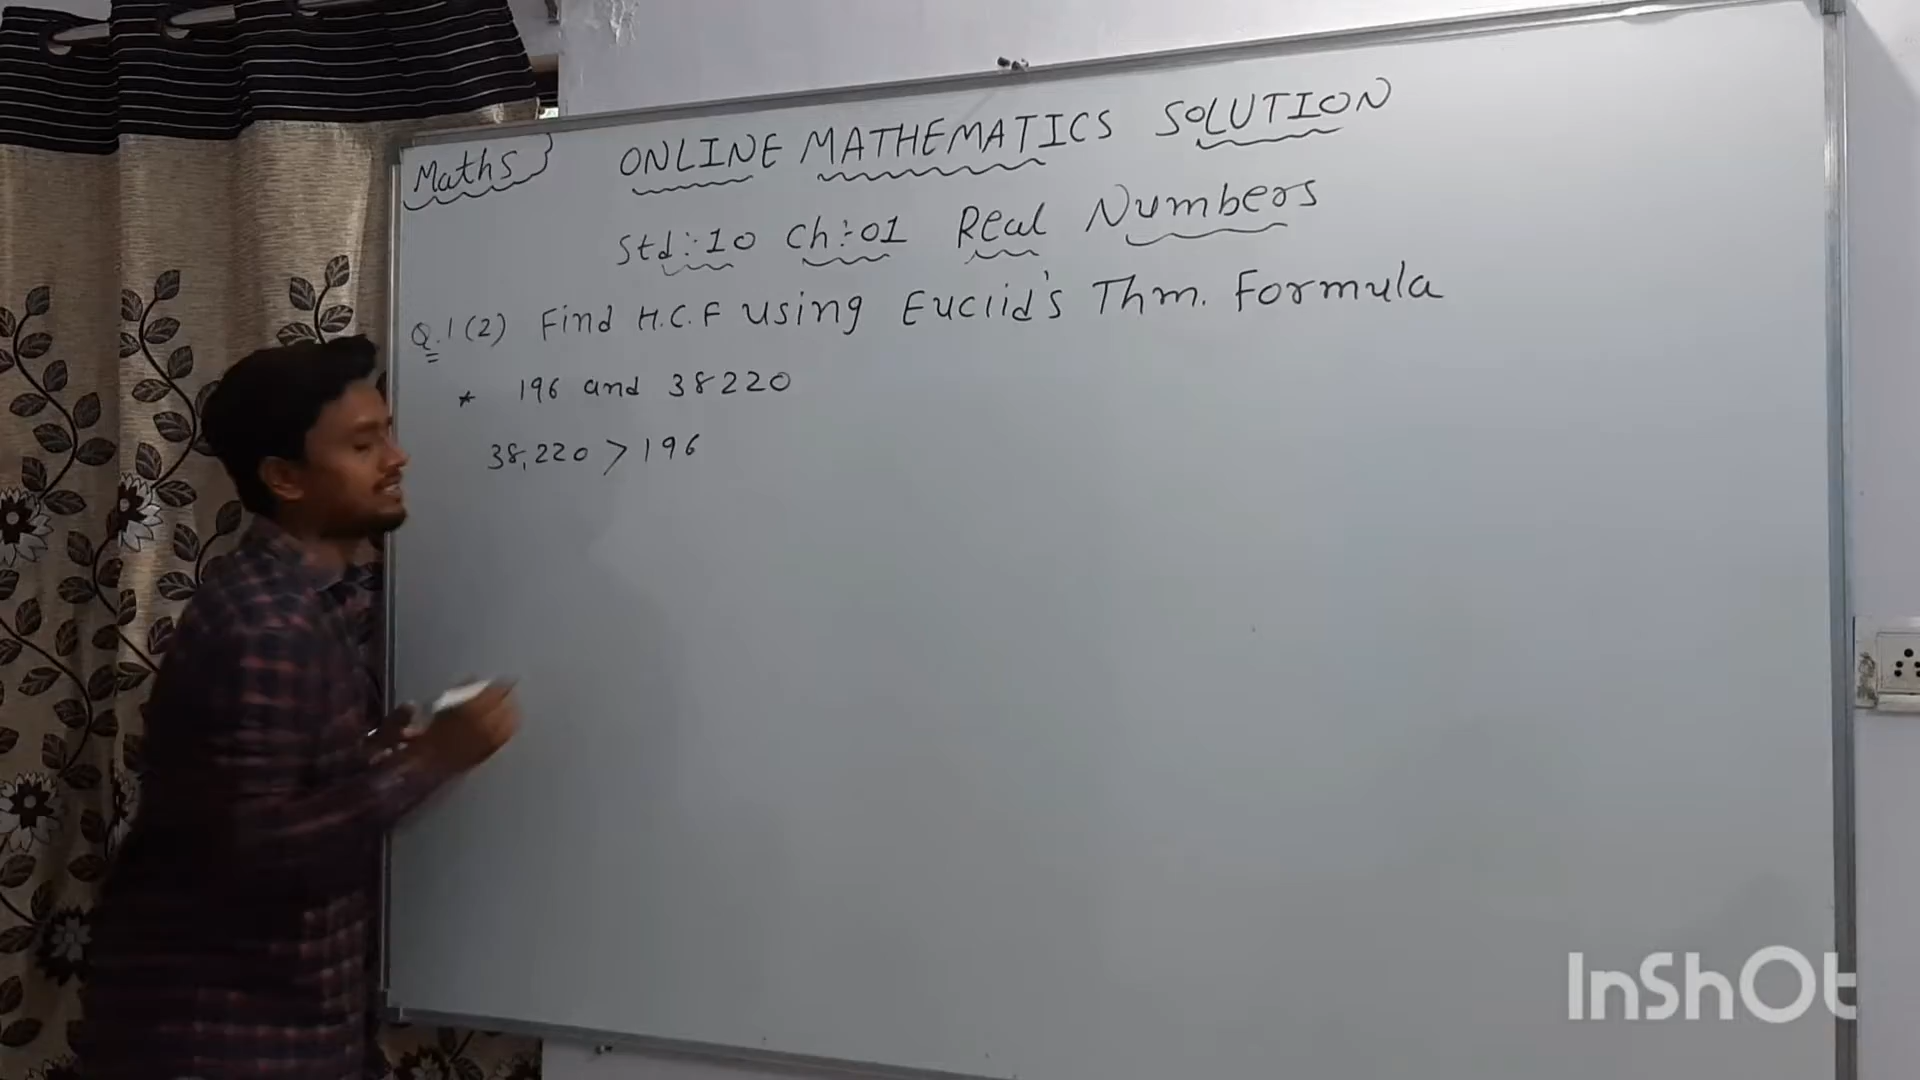 Maths
ONLINE MATHEMATICS SOLUTION
Std:-10 Ch:-01 Real Numbers
Q.1(2) Find H.C.F using Euclid's Thm. Formula
* 196 and 38220
38,220 > 196
InShOt